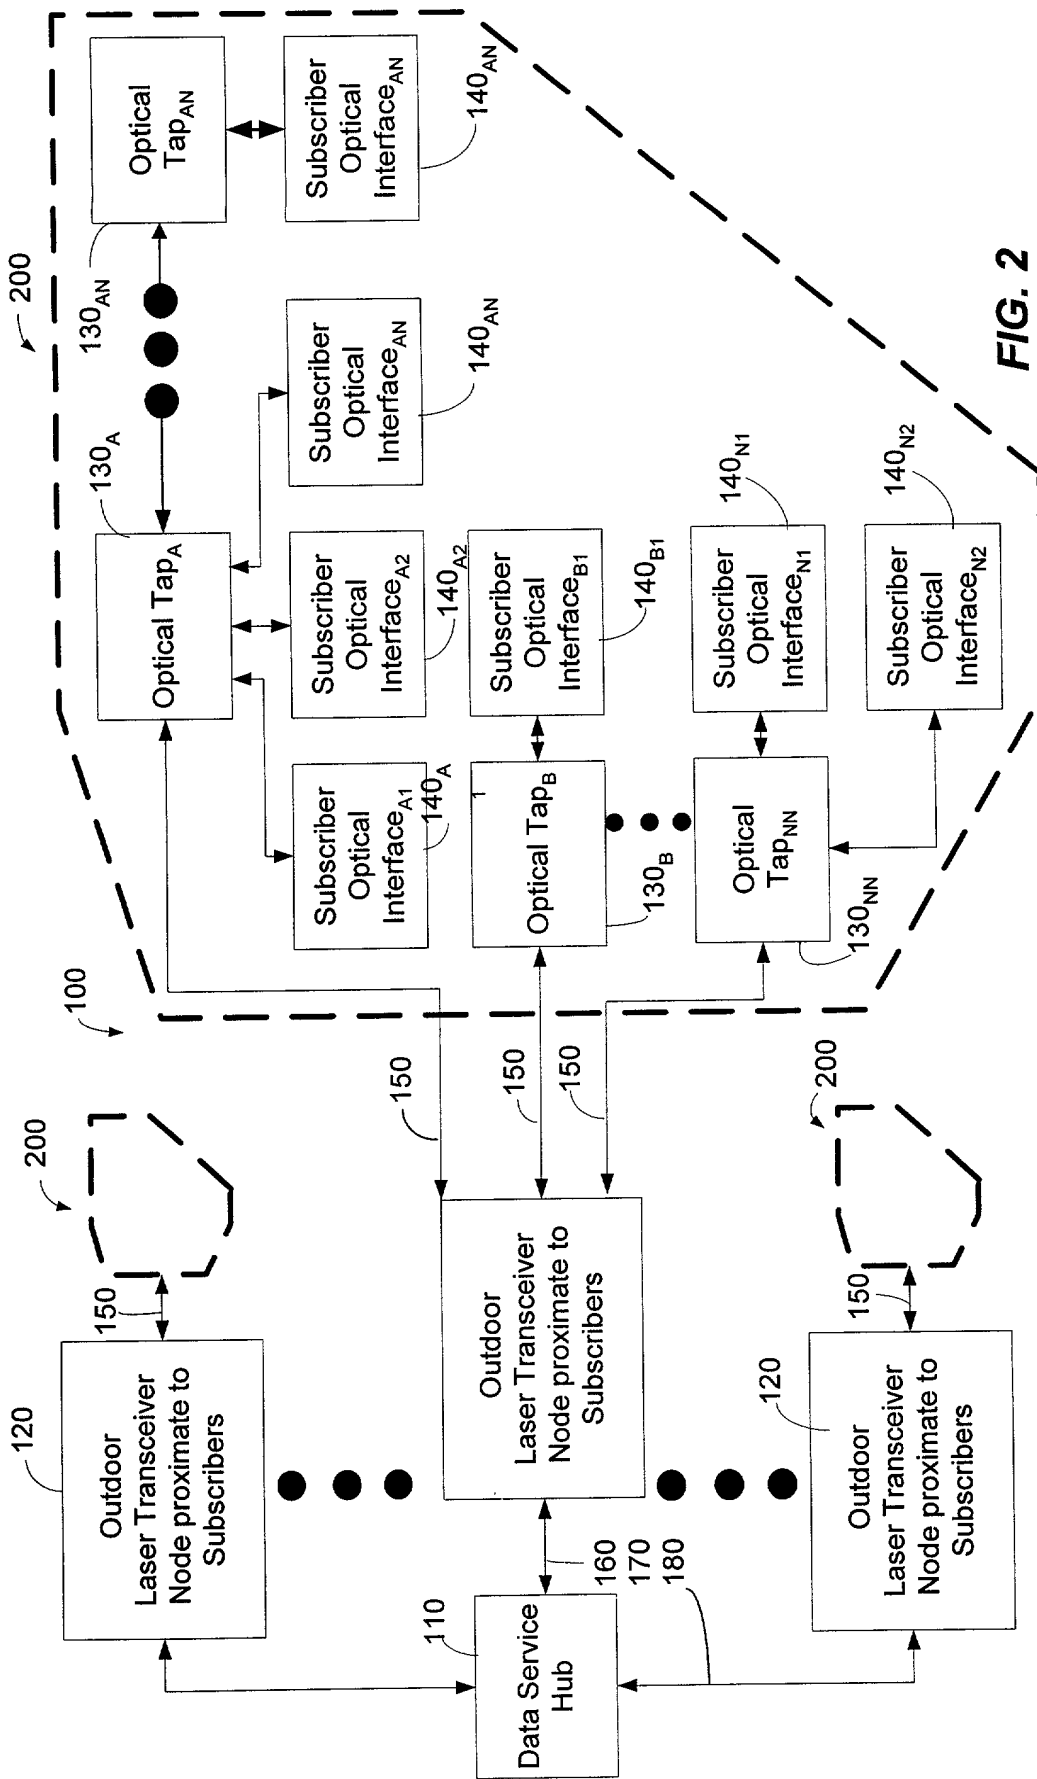 120
Outdoor
Laser Transceiver
Node proximate to
Subscribers
150
200
100
200
110
Data Service
Hub
160
170
180
Outdoor
Laser Transceiver
Node proximate to
Subscribers
150
150
150
120
Outdoor
Laser Transceiver
Node proximate to
Subscribers
150
200
130A
Optical TapA
130AN
Optical
TapAN
Subscriber
Optical
InterfaceA1
140A
Subscriber
Optical
InterfaceA2
140A2
Subscriber
Optical
InterfaceAN
140AN
Subscriber
Optical
InterfaceAN
140AN
1
Optical TapB
130B
Subscriber
Optical
InterfaceB1
140B1
Optical
TapNN
130NN
Subscriber
Optical
InterfaceN1
140N1
Subscriber
Optical
InterfaceN2
140N2
FIG. 2